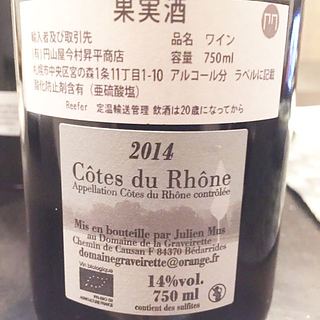 果実酒
輸入者及び取引先 品名 ワイン
(有)円山屋今村昇平商店 容量 750ml
札幌市中央区宮の森1条11丁目1-10 アルコール分 ラベルに記載
酸化防止剤含有(亜硫酸塩)
Reefer 定温輸送管理 飲酒は20歳になってから
2014
Côtes du Rhône
Appellation Côtes du Rhône contrôlée
Mis en bouteille par Julien Mus
au Domaine de la Graveirette
Chemin de Causan F 84370 Bédarrides
domainegraveirette@orange.fr
Vin biologique
14%vol.
750 ml
contient des sulfites
AGRICULTURE FRANCE